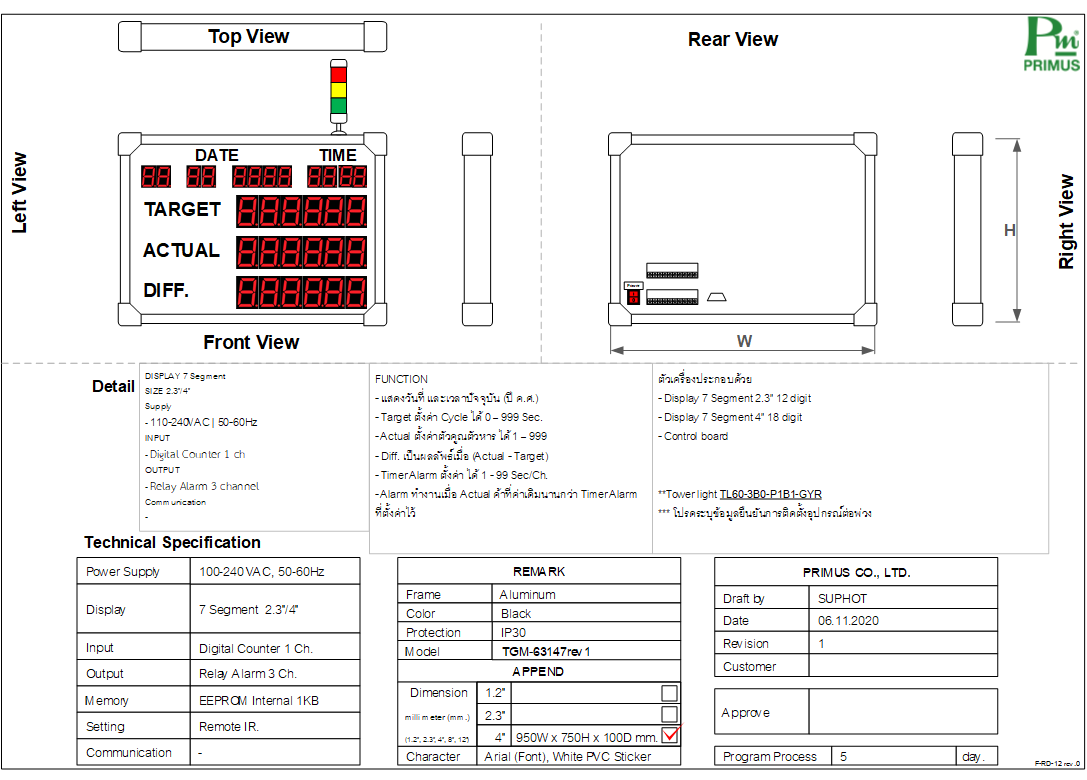 Top View
Rear View
Pm
PRIMUS
Left View
DATE TIME
TARGET
ACTUAL
DIFF.
Front View
Power
W
H
Right View
Detail
DISPLAY 7 Segment
SIZE 2.3"/4"
Supply
- 110-240VAC | 50-60Hz
INPUT
- Digital Counter 1 ch
OUTPUT
- Relay Alarm 3 channel
Communication
-
FUNCTION
- แสดงวันที่ และเวลาปัจจุบัน (ปี ค.ศ.)
- Target ตั้งค่า Cycle ได้ 0 – 999 Sec.
- Actual ตั้งค่าตัวคูณตัวหาร ได้ 1 – 999
- Diff. เป็นผลลัพธ์เมื่อ (Actual - Target)
- Timer Alarm ตั้งค่า ได้ 1 - 99 Sec/Ch.
- Alarm ทำงานเมื่อ Actual ค้าที่ค่าเดิมนานกว่า Timer Alarm
ที่ตั้งค่าไว้
ตัวเครื่องประกอบด้วย
- Display 7 Segment 2.3" 12 digit
- Display 7 Segment 4" 18 digit
- Control board
**Tower light TL60-3B0-P1B1-GYR
*** โปรดระบุข้อมูลยืนยันการติดตั้งอุปกรณ์ต่อพ่วง
Technical Specification
Power Supply 100-240VAC, 50-60Hz
Display 7 Segment 2.3"/4"
Input Digital Counter 1 Ch.
Output Relay Alarm 3 Ch.
Memory EEPROM Internal 1KB
Setting Remote IR.
Communication -
REMARK
Frame Aluminum
Color Black
Protection IP30
Model TGM-63147rev1
APPEND
Dimension 1.2"
millimeter (mm.) 2.3"
(1.2", 2.3", 4", 8", 12") 4" 950W x 750H x 100D mm.
Character Arial (Font), White PVC Sticker
PRIMUS CO., LTD.
Draft by SUPHOT
Date 06.11.2020
Revision 1
Customer
Approve
Program Process 5 day.
F-RD-12 rev.0